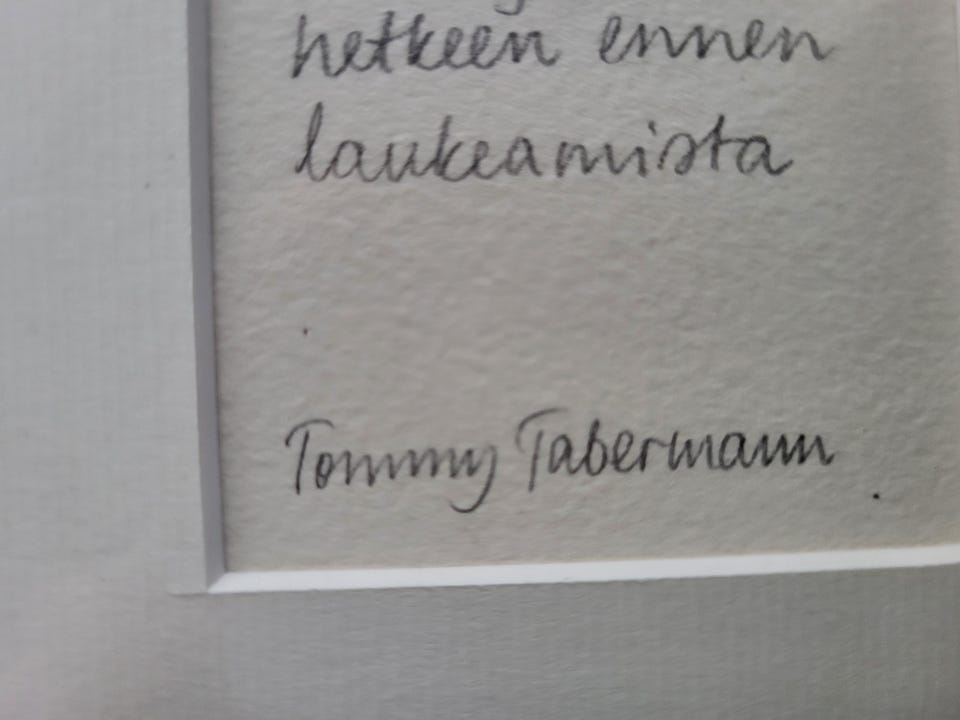 hetkeen ennen
laukeamista
Tommy Tabermann